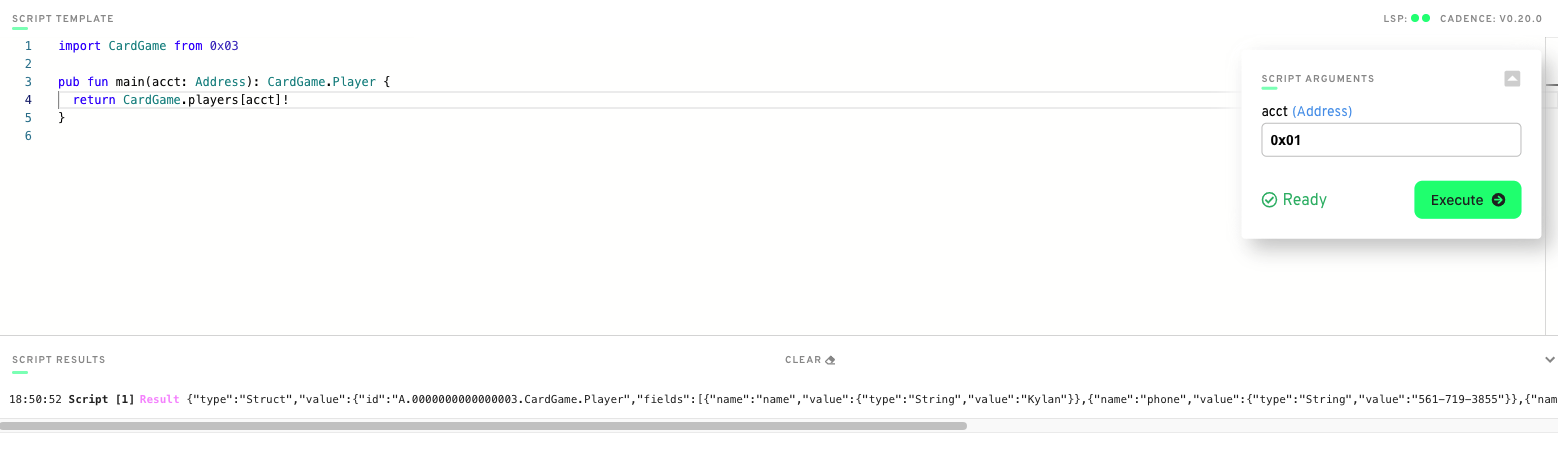 SCRIPT TEMPLATE
LSP: CADENCE: V0.20.0
1 import CardGame from 0x03
2
3 pub fun main(acct: Address): CardGame.Player {
4 return CardGame.players[acct]!
5 }
6
SCRIPT ARGUMENTS
acct (Address)
0x01
Ready
Execute
SCRIPT RESULTS
CLEAR
18:50:52 Script [1] Result {"type":"Struct","value":{"id":"A.0000000000000003.CardGame.Player","fields":[{"name":"name","value":{"type":"String","value":"Kylan"}},{"name":"phone","value":{"type":"String","value":"561-719-3855"}},{"nam